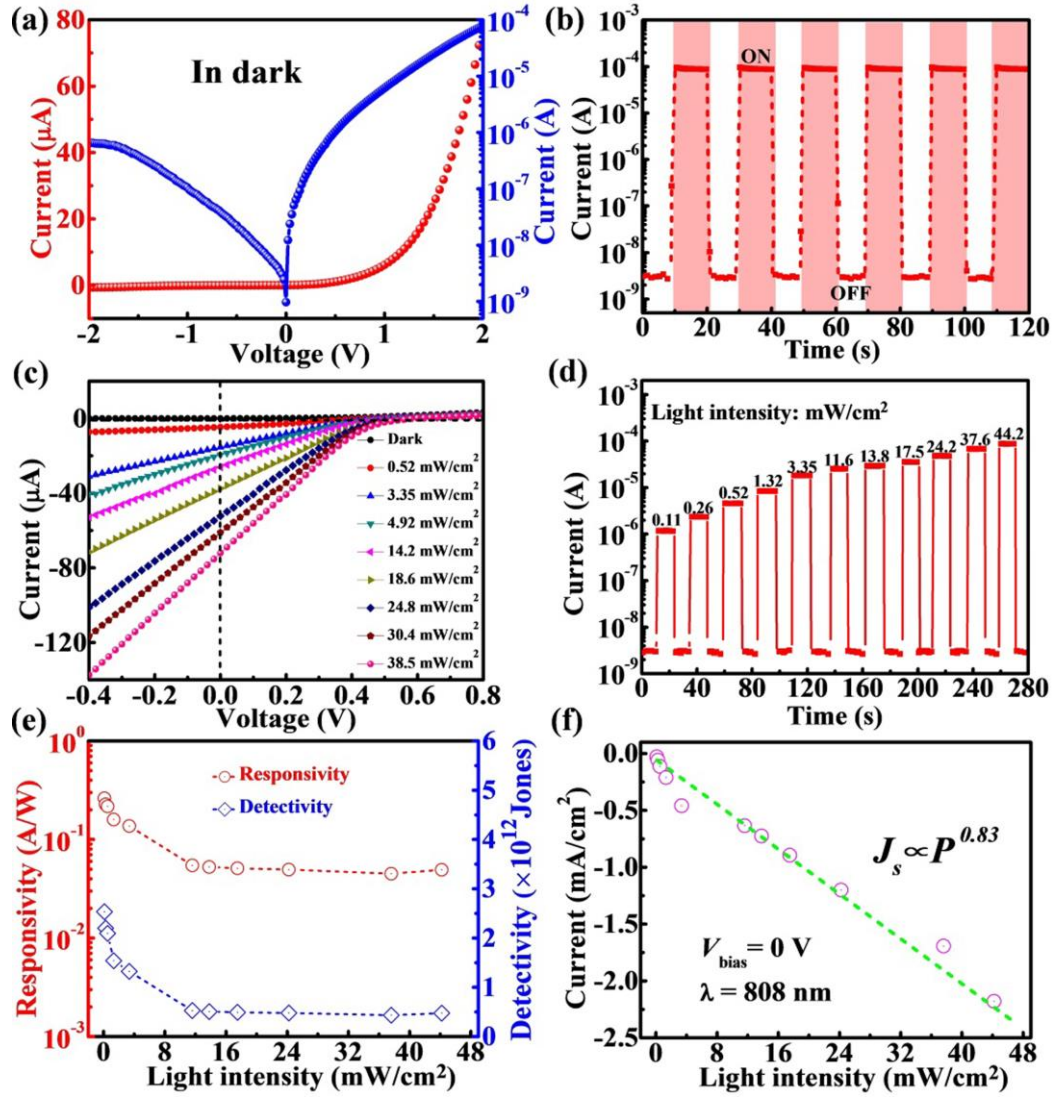 (a)
80
60
40
20
0
Current (μA)
In dark
10⁻⁴
10⁻⁵
10⁻⁶
10⁻⁷
10⁻⁸
10⁻⁹
Current (A)
-2 -1 0 1 2
Voltage (V)
(b)
10⁻³
10⁻⁴
10⁻⁵
10⁻⁶
10⁻⁷
10⁻⁸
10⁻⁹
Current (A)
ON
OFF
0 20 40 60 80 100 120
Time (s)
(c)
0
-40
-80
-120
Current (μA)
Dark
0.52 mW/cm²
3.35 mW/cm²
4.92 mW/cm²
14.2 mW/cm²
18.6 mW/cm²
24.8 mW/cm²
30.4 mW/cm²
38.5 mW/cm²
-0.4 -0.2 0.0 0.2 0.4 0.6 0.8
Voltage (V)
(d)
10⁻³
10⁻⁴
10⁻⁵
10⁻⁶
10⁻⁷
10⁻⁸
10⁻⁹
Current (A)
Light intensity: mW/cm²
0.11 0.26 0.52 1.32 3.35 11.6 13.8 17.5 24.2 37.6 44.2
0 40 80 120 160 200 240 280
Time (s)
(e)
10⁰
10⁻¹
10⁻²
10⁻³
Responsivity (A/W)
Responsivity
Detectivity
6
5
4
3
2
1
0
Detectivity (×10¹² Jones)
0 8 16 24 32 40 48
Light intensity (mW/cm²)
(f)
0.0
-0.5
-1.0
-1.5
-2.0
-2.5
Current (mA/cm²)
Jₛ∝P^0.83
V_bias = 0 V
λ = 808 nm
0 8 16 24 32 40 48
Light intensity (mW/cm²)